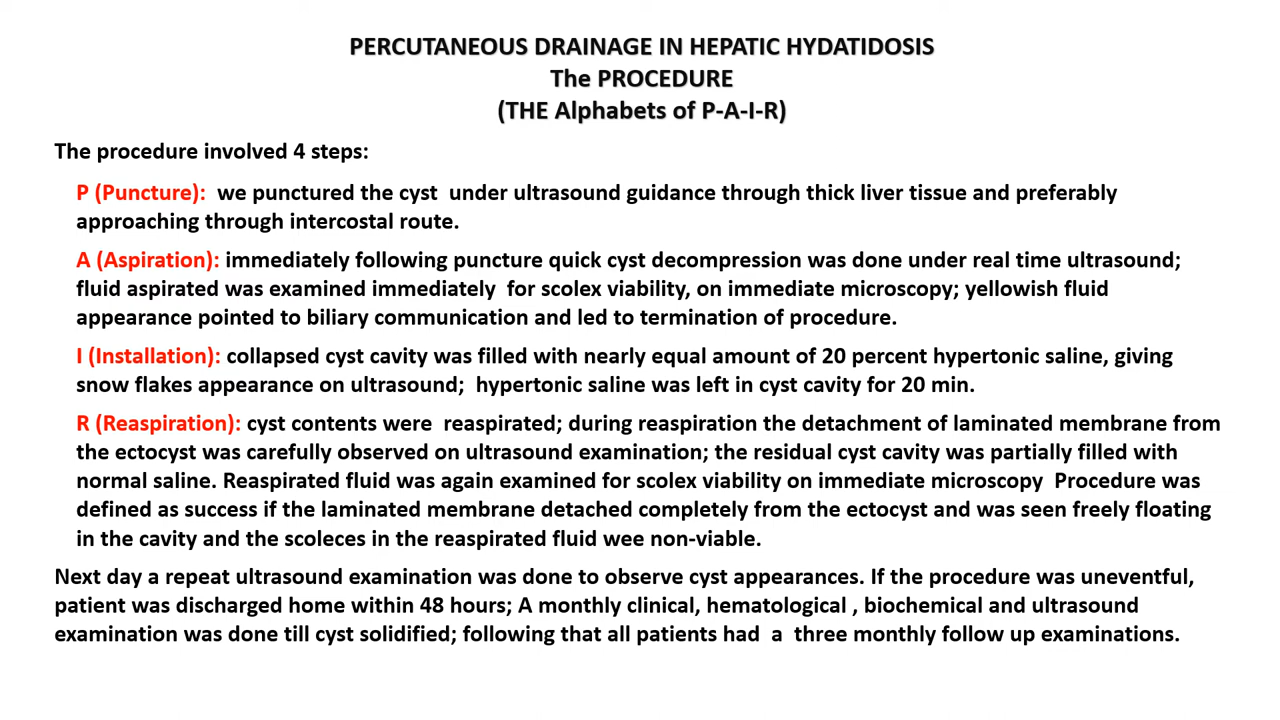 PERCUTANEOUS DRAINAGE IN HEPATIC HYDATIDOSIS
The PROCEDURE
(THE Alphabets of P-A-I-R)
The procedure involved 4 steps:
P (Puncture): we punctured the cyst under ultrasound guidance through thick liver tissue and preferably
approaching through intercostal route.
A (Aspiration): immediately following puncture quick cyst decompression was done under real time ultrasound;
fluid aspirated was examined immediately for scolex viability, on immediate microscopy; yellowish fluid
appearance pointed to biliary communication and led to termination of procedure.
I (Installation): collapsed cyst cavity was filled with nearly equal amount of 20 percent hypertonic saline, giving
snow flakes appearance on ultrasound; hypertonic saline was left in cyst cavity for 20 min.
R (Reaspiration): cyst contents were reaspirated; during reaspiration the detachment of laminated membrane from
the ectocyst was carefully observed on ultrasound examination; the residual cyst cavity was partially filled with
normal saline. Reaspirated fluid was again examined for scolex viability on immediate microscopy Procedure was
defined as success if the laminated membrane detached completely from the ectocyst and was seen freely floating
in the cavity and the scoleces in the reaspirated fluid wee non-viable.
Next day a repeat ultrasound examination was done to observe cyst appearances. If the procedure was uneventful,
patient was discharged home within 48 hours; A monthly clinical, hematological , biochemical and ultrasound
examination was done till cyst solidified; following that all patients had a three monthly follow up examinations.